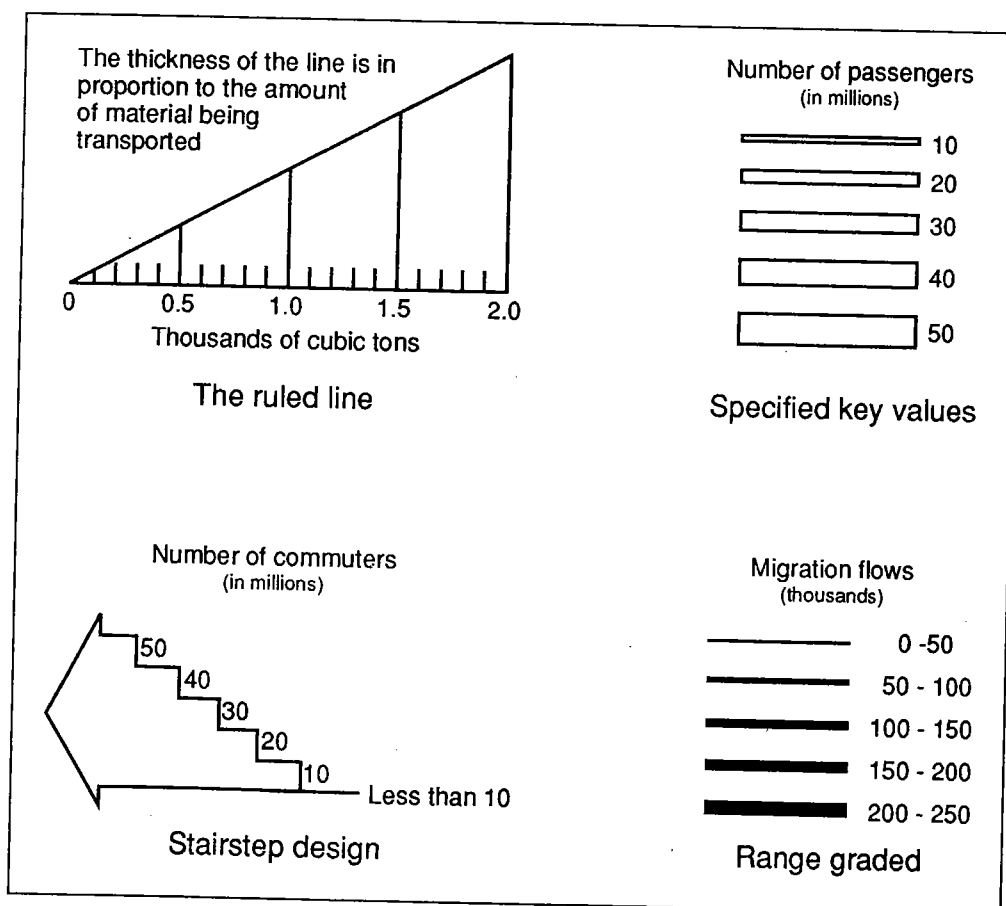 The thickness of the line is in
proportion to the amount
of material being
transported
0 0.5 1.0 1.5 2.0
Thousands of cubic tons
The ruled line
Number of passengers
(in millions)
10
20
30
40
50
Specified key values
Number of commuters
(in millions)
50
40
30
20
10
Less than 10
Stairstep design
Migration flows
(thousands)
0 -50
50 - 100
100 - 150
150 - 200
200 - 250
Range graded